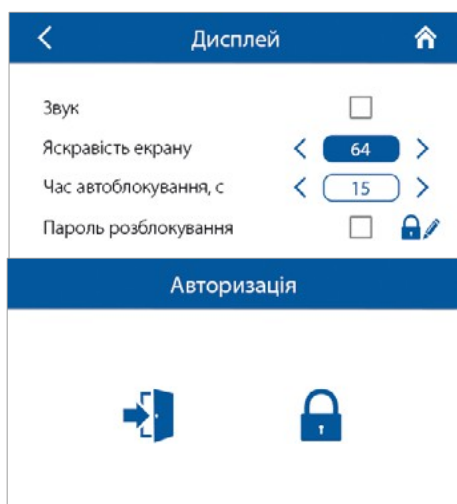 Дисплей
Звук
Яскравість екрану 64
Час автоблокування, с 15
Пароль розблокування
Авторизація